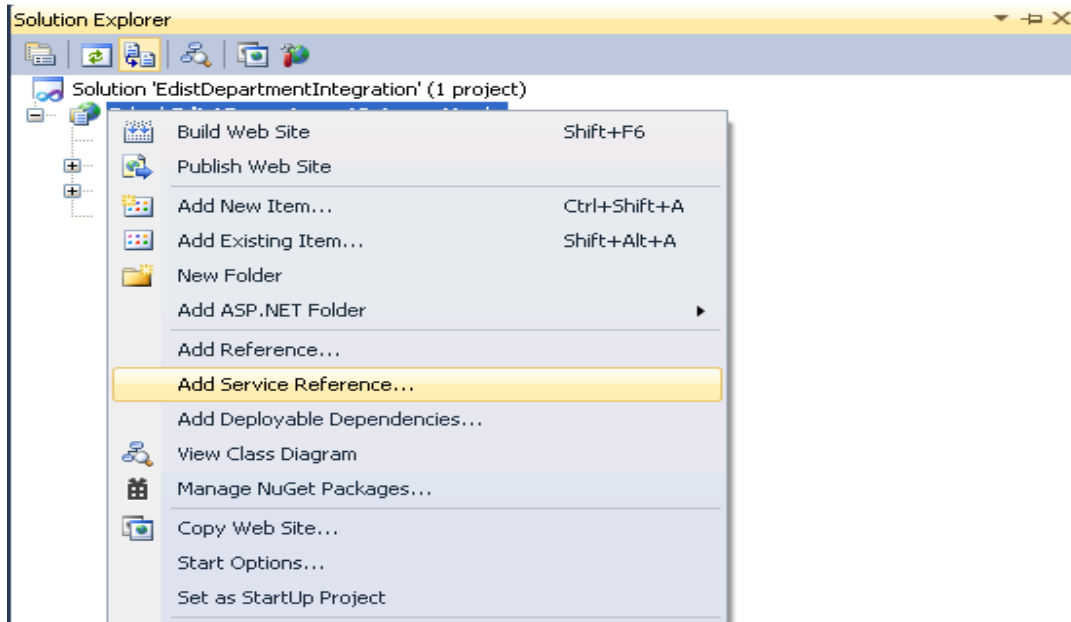 Solution Explorer
Solution 'EdistDepartmentIntegration' (1 project)
Build Web Site Shift+F6
Publish Web Site
Add New Item... Ctrl+Shift+A
Add Existing Item... Shift+Alt+A
New Folder
Add ASP.NET Folder
Add Reference...
Add Service Reference...
Add Deployable Dependencies...
View Class Diagram
Manage NuGet Packages...
Copy Web Site...
Start Options...
Set as StartUp Project